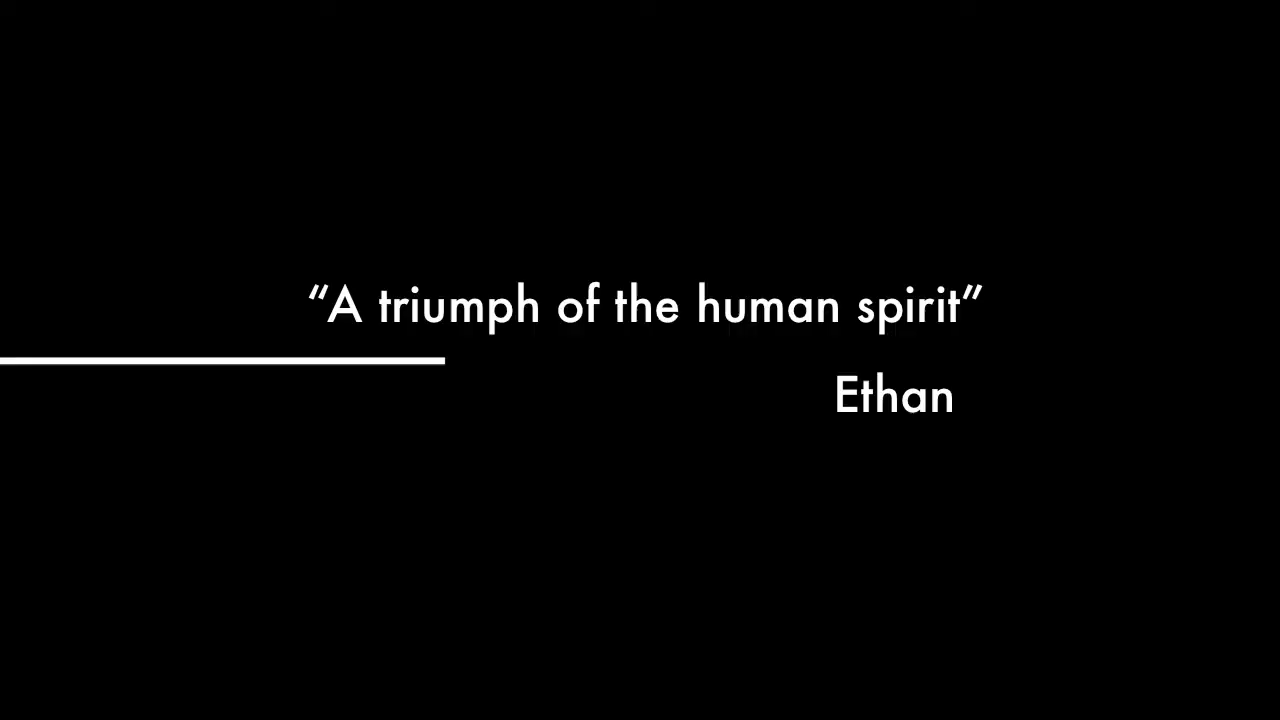 “A triumph of the human spirit”
Ethan